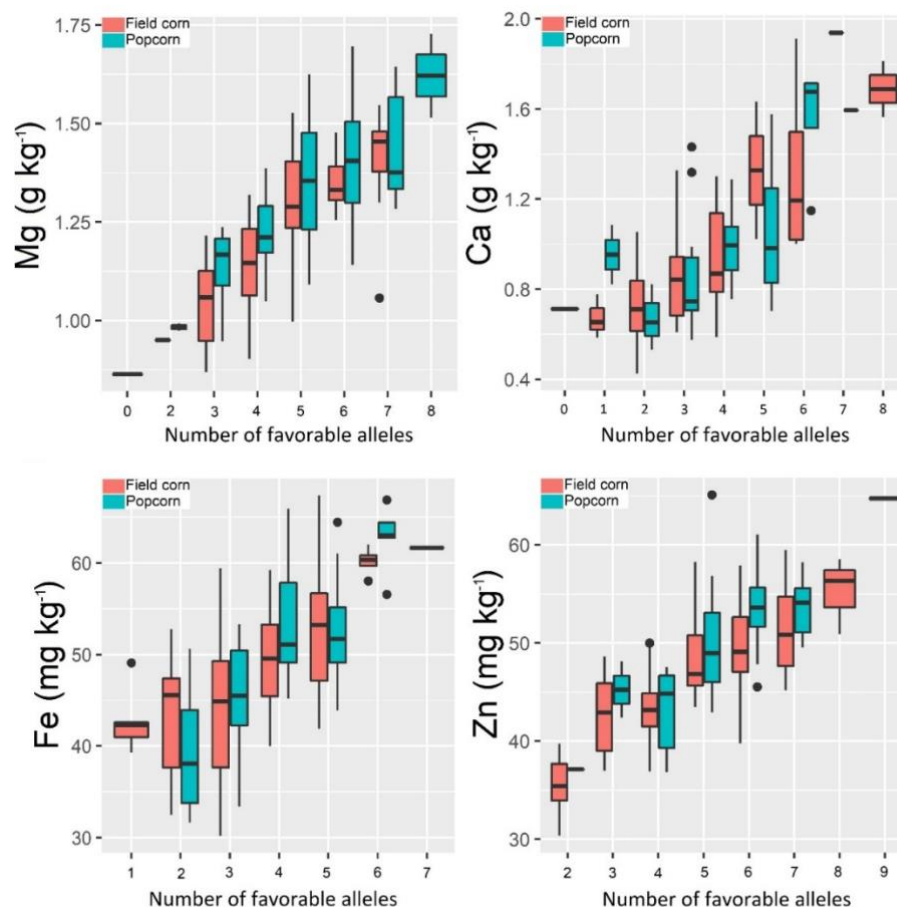 Field corn
Popcorn
Mg (g kg⁻¹)
1.75
1.50
1.25
1.00
0 2 3 4 5 6 7 8
Number of favorable alleles
Field corn
Popcorn
Ca (g kg⁻¹)
2.0
1.6
1.2
0.8
0.4
0 1 2 3 4 5 6 7 8
Number of favorable alleles
Field corn
Popcorn
Fe (mg kg⁻¹)
60
50
40
30
1 2 3 4 5 6 7
Number of favorable alleles
Field corn
Popcorn
Zn (mg kg⁻¹)
60
50
40
30
2 3 4 5 6 7 8 9
Number of favorable alleles